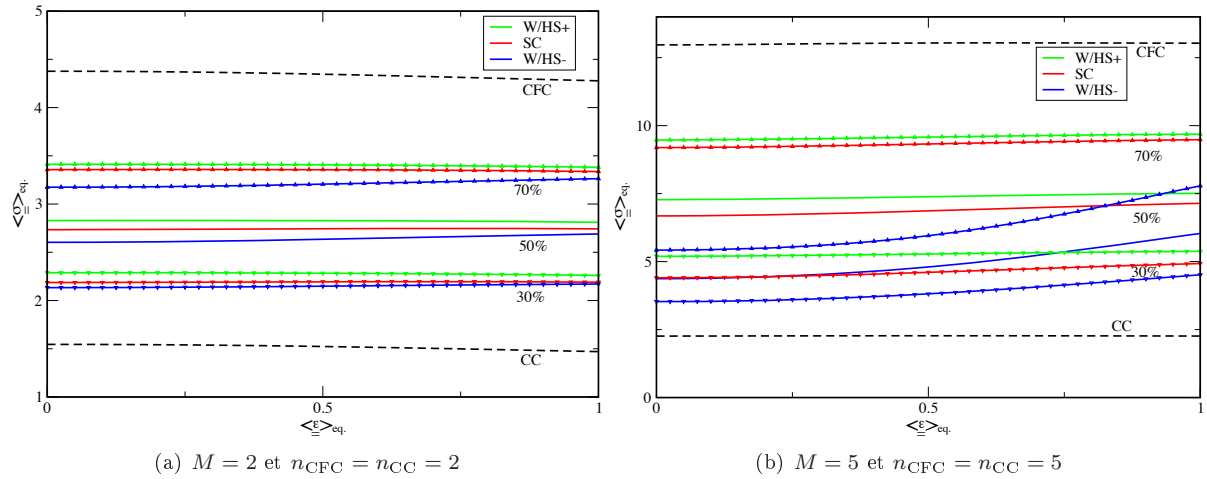 5
4
3
2
1
0
0.5
1
<σ>eq.
<ε>eq.
W/HS+
SC
W/HS-
CFC
70%
50%
30%
CC
(a) M = 2 et nCFC = nCC = 2
10
5
0
0
0.5
1
<σ>eq.
<ε>eq.
W/HS+
SC
W/HS-
CFC
70%
50%
30%
CC
(b) M = 5 et nCFC = nCC = 5